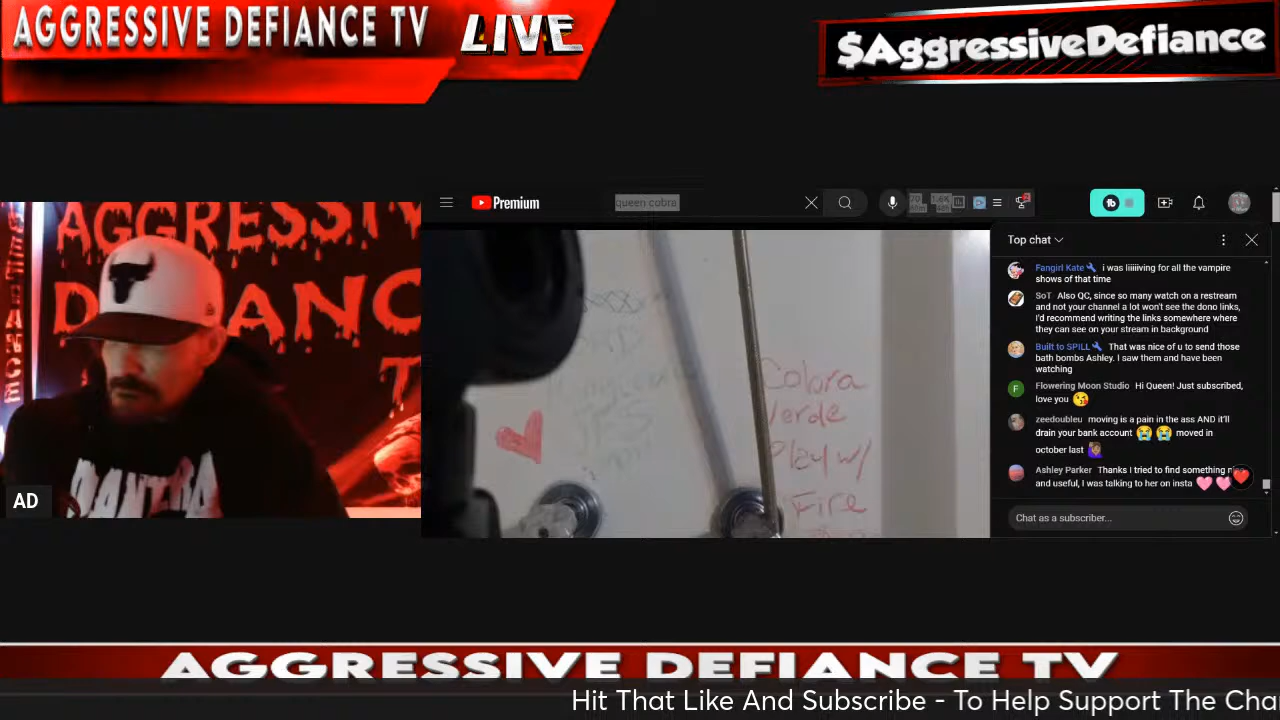 AGGRESSIVE DEFIANCE TV LIVE
$AggressiveDefiance
Premium
queen cobra
Top chat
Fangirl Kate i was liiiiiving for all the vampire
shows of that time
SoT Also QC, since so many watch on a restream
and not your channel a lot won't see the dono links,
I'd recommend writing the links somewhere where
they can see on your stream in background
Built to SPILL That was nice of u to send those
bath bombs Ashley. I saw them and have been
watching
F
Flowering Moon Studio Hi Queen! Just subscribed,
love you
zeedoubleu moving is a pain in the ass AND it'll
drain your bank account
moved in
october last
Ashley Parker Thanks I tried to find something
and useful, I was talking to her on insta
Chat as a subscriber...
AGGRESSIV
D ANC
T
PANTERA
AD
Cobra
Verde
Play w/
Fire
AGGRESSIVE DEFIANCE TV
Hit That Like And Subscribe - To Help Support The Cha